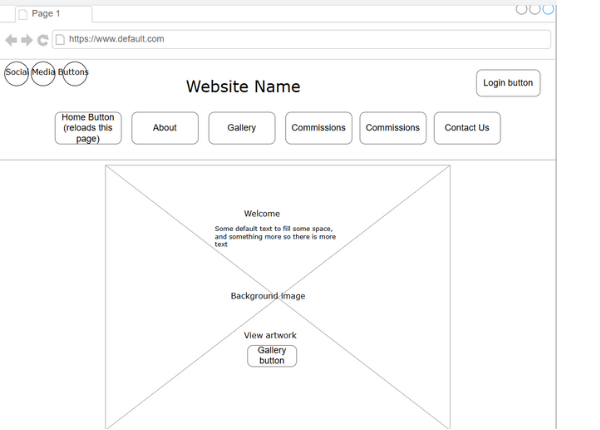 Page 1
https://www.default.com
Social Media Buttons
Website Name
Login button
Home Button
(reloads this
page)
About
Gallery
Commissions
Commissions
Contact Us
Welcome
Some default text to fill some space,
and something more so there is more
text
Background Image
View artwork
Gallery
button